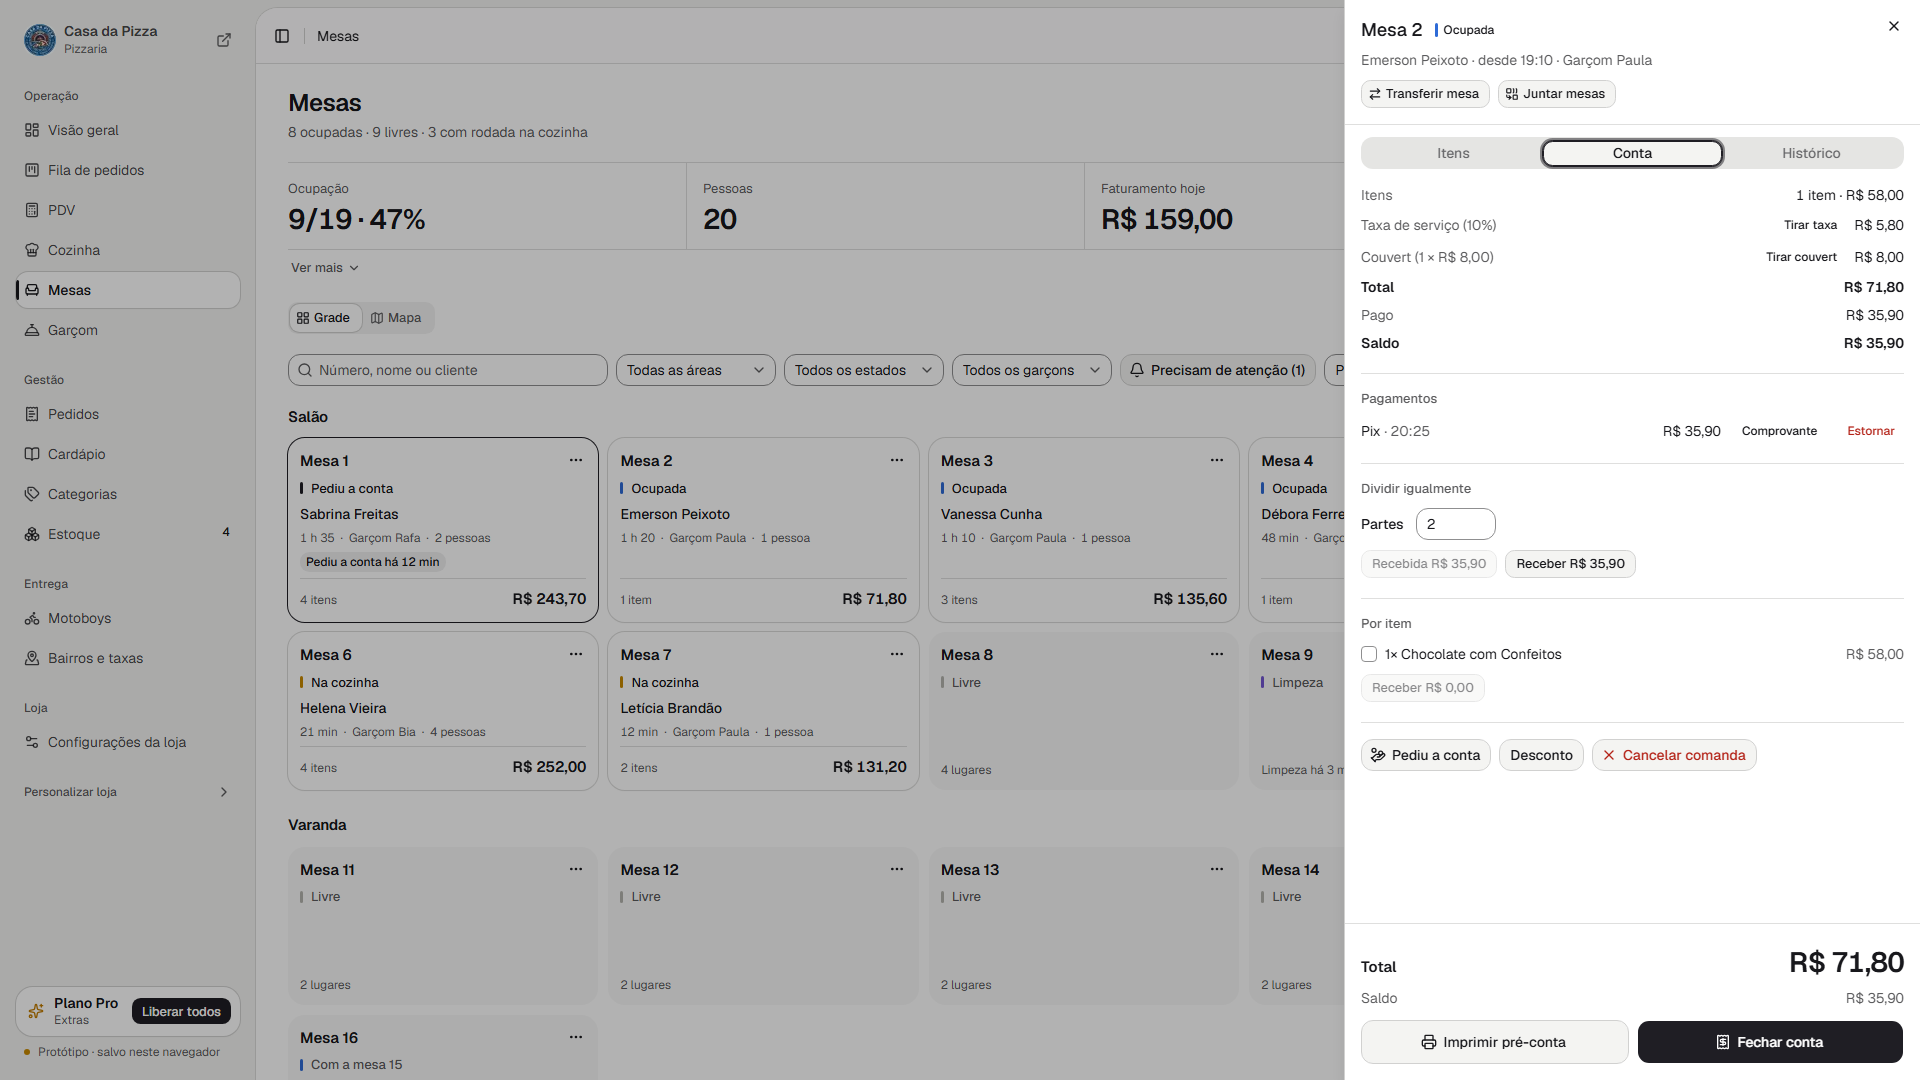 Casa da Pizza
Pizzaria
Operação
Visão geral
Fila de pedidos
PDV
Cozinha
Mesas
Garçom
Gestão
Pedidos
Cardápio
Categorias
Estoque 4
Entrega
Motoboys
Bairros e taxas
Loja
Configurações da loja
Personalizar loja
Plano Pro
Extras
Liberar todos
Protótipo · salvo neste navegador
Mesas
Mesas
8 ocupadas · 9 livres · 3 com rodada na cozinha
Ocupação
9/19 · 47%
Pessoas
20
Faturamento hoje
R$ 159,00
Ver mais
Grade Mapa
Número, nome ou cliente
Todas as áreas
Todos os estados
Todos os garçons
Precisam de atenção (1)
P
Salão
Mesa 1
Pediu a conta
Sabrina Freitas
1 h 35 · Garçom Rafa · 2 pessoas
Pediu a conta há 12 min
4 itens R$ 243,70
Mesa 2
Ocupada
Emerson Peixoto
1 h 20 · Garçom Paula · 1 pessoa
1 item R$ 71,80
Mesa 3
Ocupada
Vanessa Cunha
1 h 10 · Garçom Paula · 1 pessoa
3 itens R$ 135,60
Mesa 4
Ocupada
Débora Ferre
48 min · Garço
1 item
Mesa 6
Na cozinha
Helena Vieira
21 min · Garçom Bia · 4 pessoas
4 itens R$ 252,00
Mesa 7
Na cozinha
Letícia Brandão
12 min · Garçom Paula · 1 pessoa
2 itens R$ 131,20
Mesa 8
Livre
4 lugares
Mesa 9
Limpeza
Limpeza há 3 m
Varanda
Mesa 11
Livre
2 lugares
Mesa 12
Livre
2 lugares
Mesa 13
Livre
2 lugares
Mesa 14
Livre
2 lugares
Mesa 16
Com a mesa 15
Mesa 2 Ocupada
Emerson Peixoto · desde 19:10 · Garçom Paula
Transferir mesa
Juntar mesas
Itens Conta Histórico
Itens 1 item · R$ 58,00
Taxa de serviço (10%) Tirar taxa R$ 5,80
Couvert (1 × R$ 8,00) Tirar couvert R$ 8,00
Total R$ 71,80
Pago R$ 35,90
Saldo R$ 35,90
Pagamentos
Pix · 20:25 R$ 35,90 Comprovante Estornar
Dividir igualmente
Partes 2
Recebida R$ 35,90 Receber R$ 35,90
Por item
1× Chocolate com Confeitos R$ 58,00
Receber R$ 0,00
Pediu a conta Desconto Cancelar comanda
Total R$ 71,80
Saldo R$ 35,90
Imprimir pré-conta Fechar conta